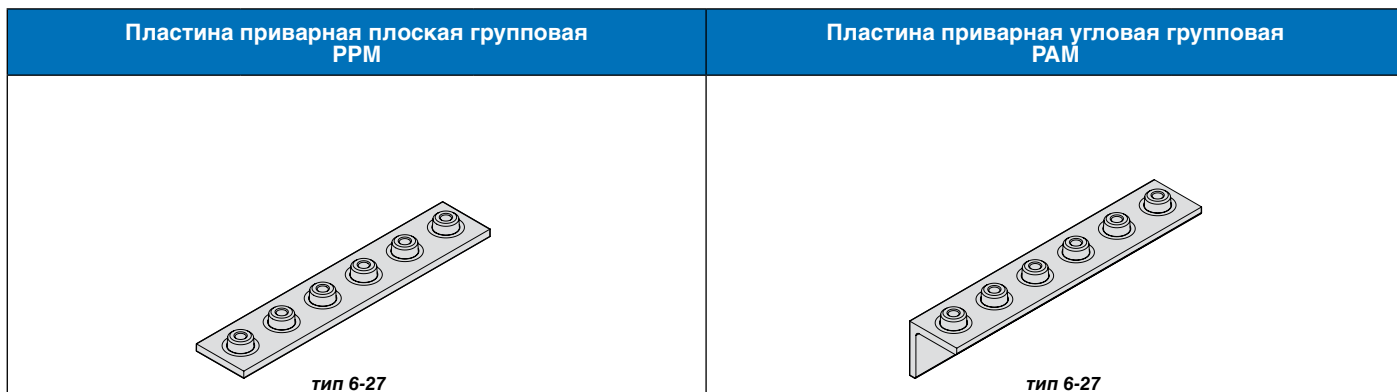 Пластина приварная плоская групповая
PPM
Пластина приварная угловая групповая
PAM
тип 6-27
тип 6-27